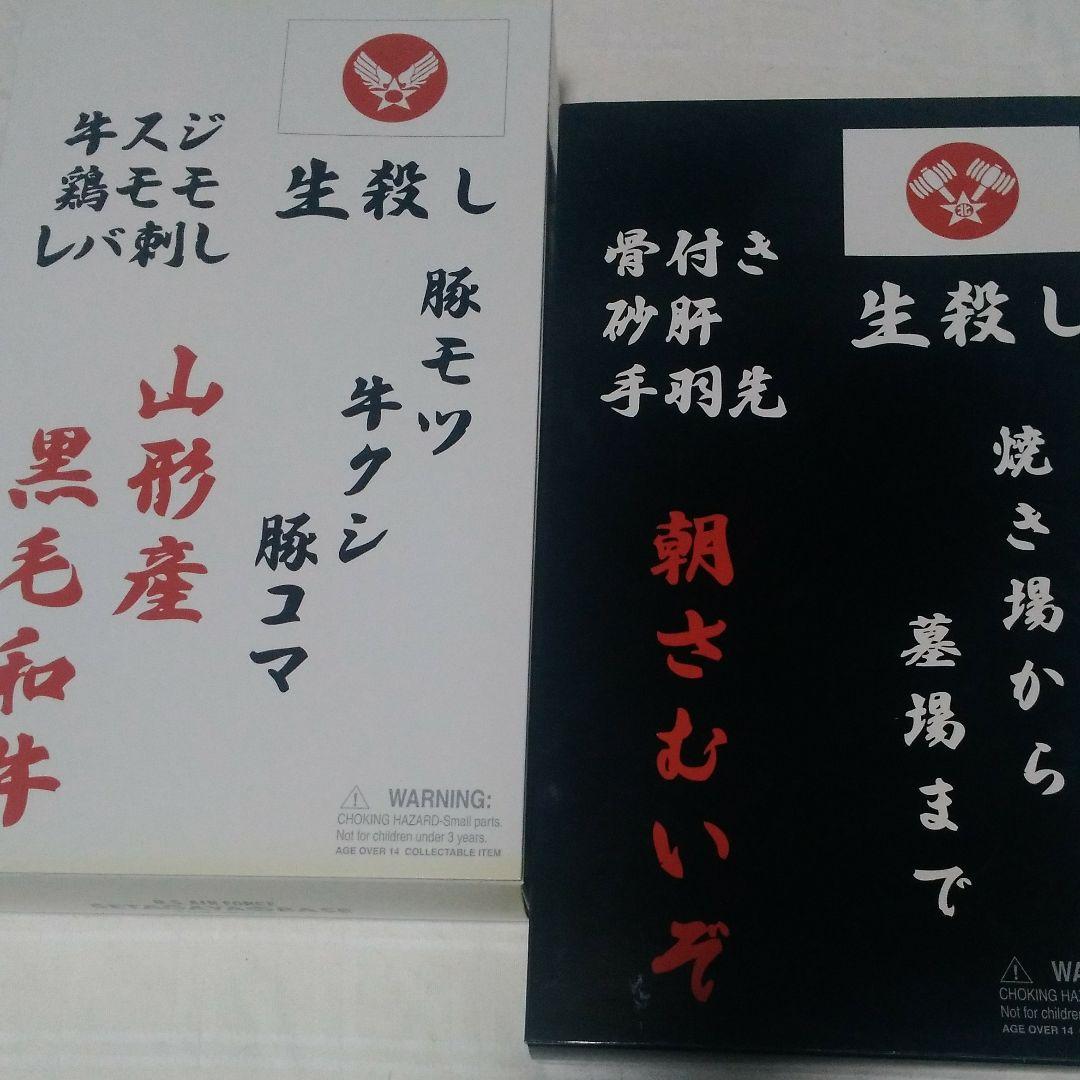 牛スジ
鶏モモ
レバ刺し
生殺し
豚モツ
牛クシ
豚コマ
山形産
黒毛和牛
WARNING:
CHOKING HAZARD-Small parts.
Not for children under 3 years.
AGE OVER 14 COLLECTABLE ITEM
骨付き
砂肝
手羽先
北
生殺し
焼き場から
墓場まで
朝さむいぞ
CHOKING
Not for
AGE OVER 14